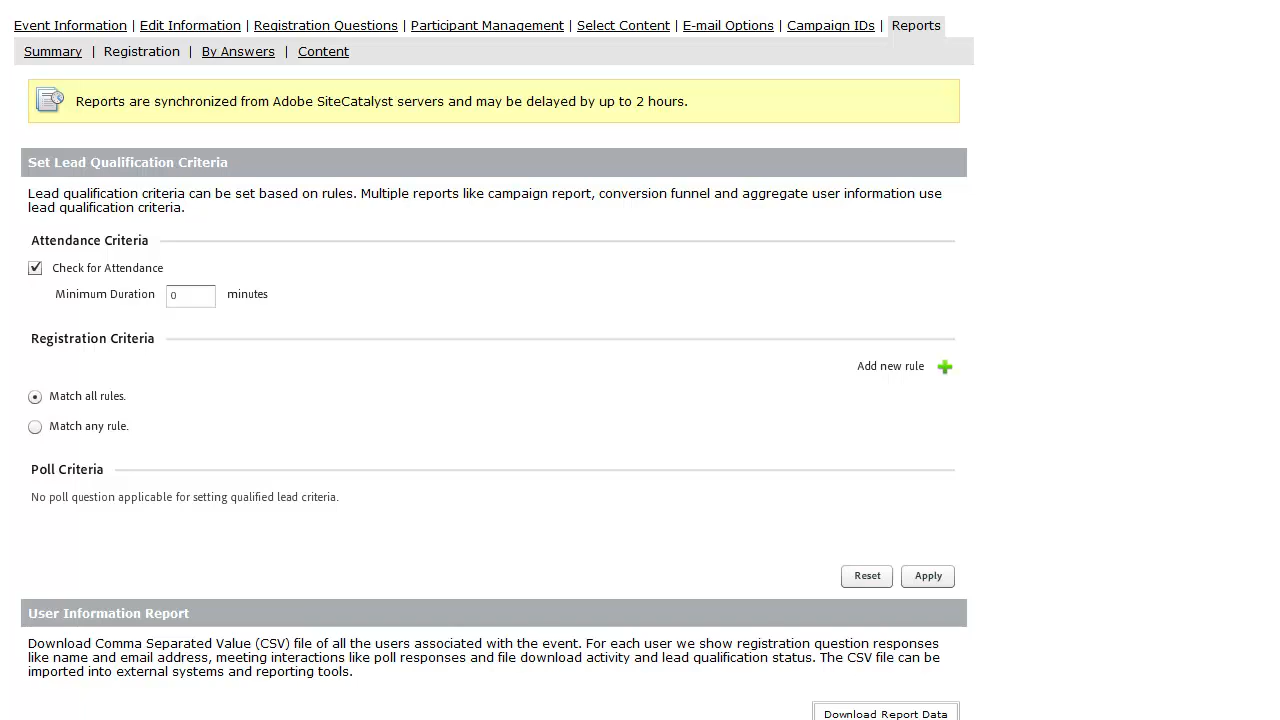 Event Information | Edit Information | Registration Questions | Participant Management | Select Content | E-mail Options | Campaign IDs | Reports
Summary | Registration | By Answers | Content
Reports are synchronized from Adobe SiteCatalyst servers and may be delayed by up to 2 hours.
Set Lead Qualification Criteria
Lead qualification criteria can be set based on rules. Multiple reports like campaign report, conversion funnel and aggregate user information use
lead qualification criteria.
Attendance Criteria
Check for Attendance
Minimum Duration 0 minutes
Registration Criteria
Add new rule
Match all rules.
Match any rule.
Poll Criteria
No poll question applicable for setting qualified lead criteria.
Reset Apply
User Information Report
Download Comma Separated Value (CSV) file of all the users associated with the event. For each user we show registration question responses
like name and email address, meeting interactions like poll responses and file download activity and lead qualification status. The CSV file can be
imported into external systems and reporting tools.
Download Report Data